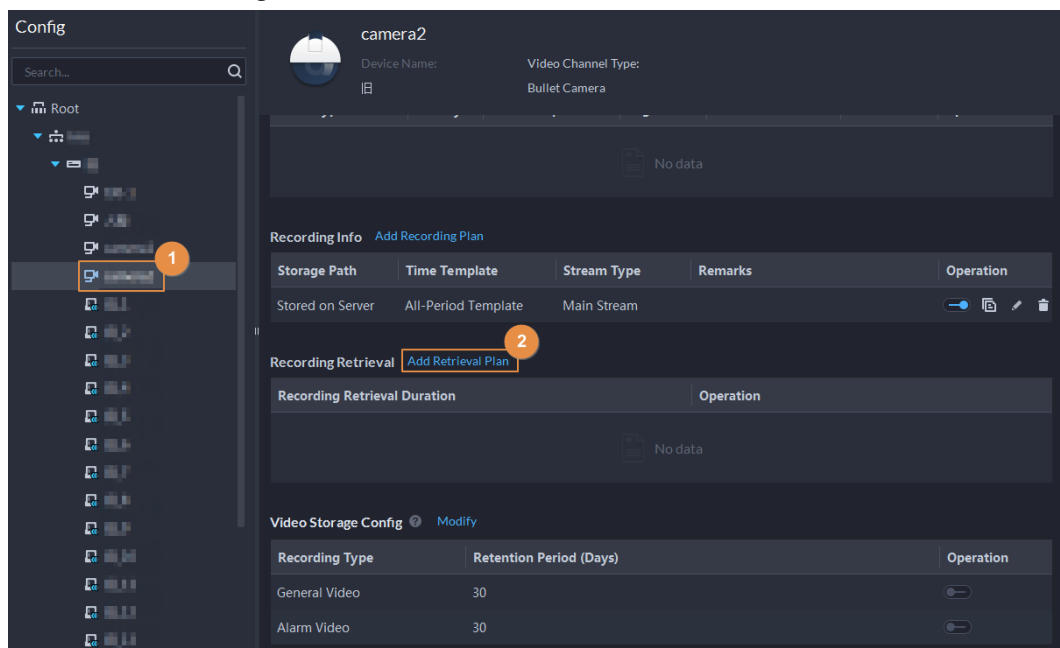 Config
Search...
Root
1
camera2
Device Name:
Video Channel Type:
旧
Bullet Camera
No data
Recording Info Add Recording Plan
Storage Path Time Template Stream Type Remarks Operation
Stored on Server All-Period Template Main Stream
2
Recording Retrieval Add Retrieval Plan
Recording Retrieval Duration Operation
No data
Video Storage Config ? Modify
Recording Type Retention Period (Days) Operation
General Video 30
Alarm Video 30